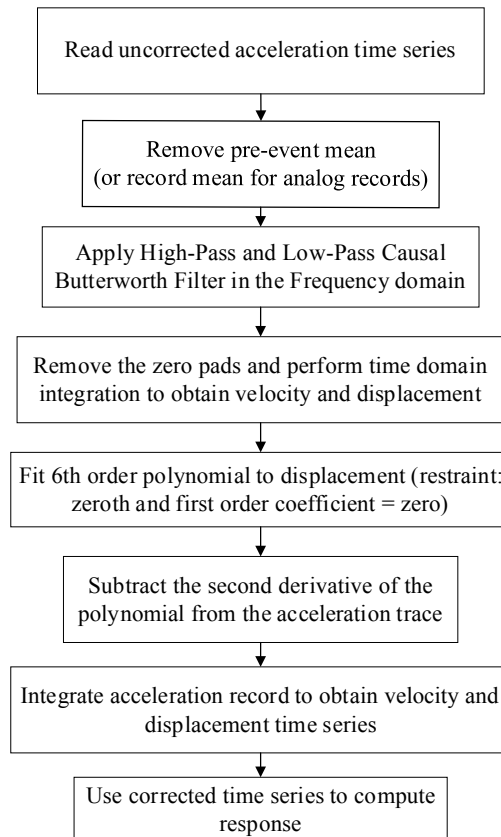 Read uncorrected acceleration time series
Remove pre-event mean
(or record mean for analog records)
Apply High-Pass and Low-Pass Causal
Butterworth Filter in the Frequency domain
Remove the zero pads and perform time domain
integration to obtain velocity and displacement
Fit 6th order polynomial to displacement (restraint:
zeroth and first order coefficient = zero)
Subtract the second derivative of the
polynomial from the acceleration trace
Integrate acceleration record to obtain velocity and
displacement time series
Use corrected time series to compute
response